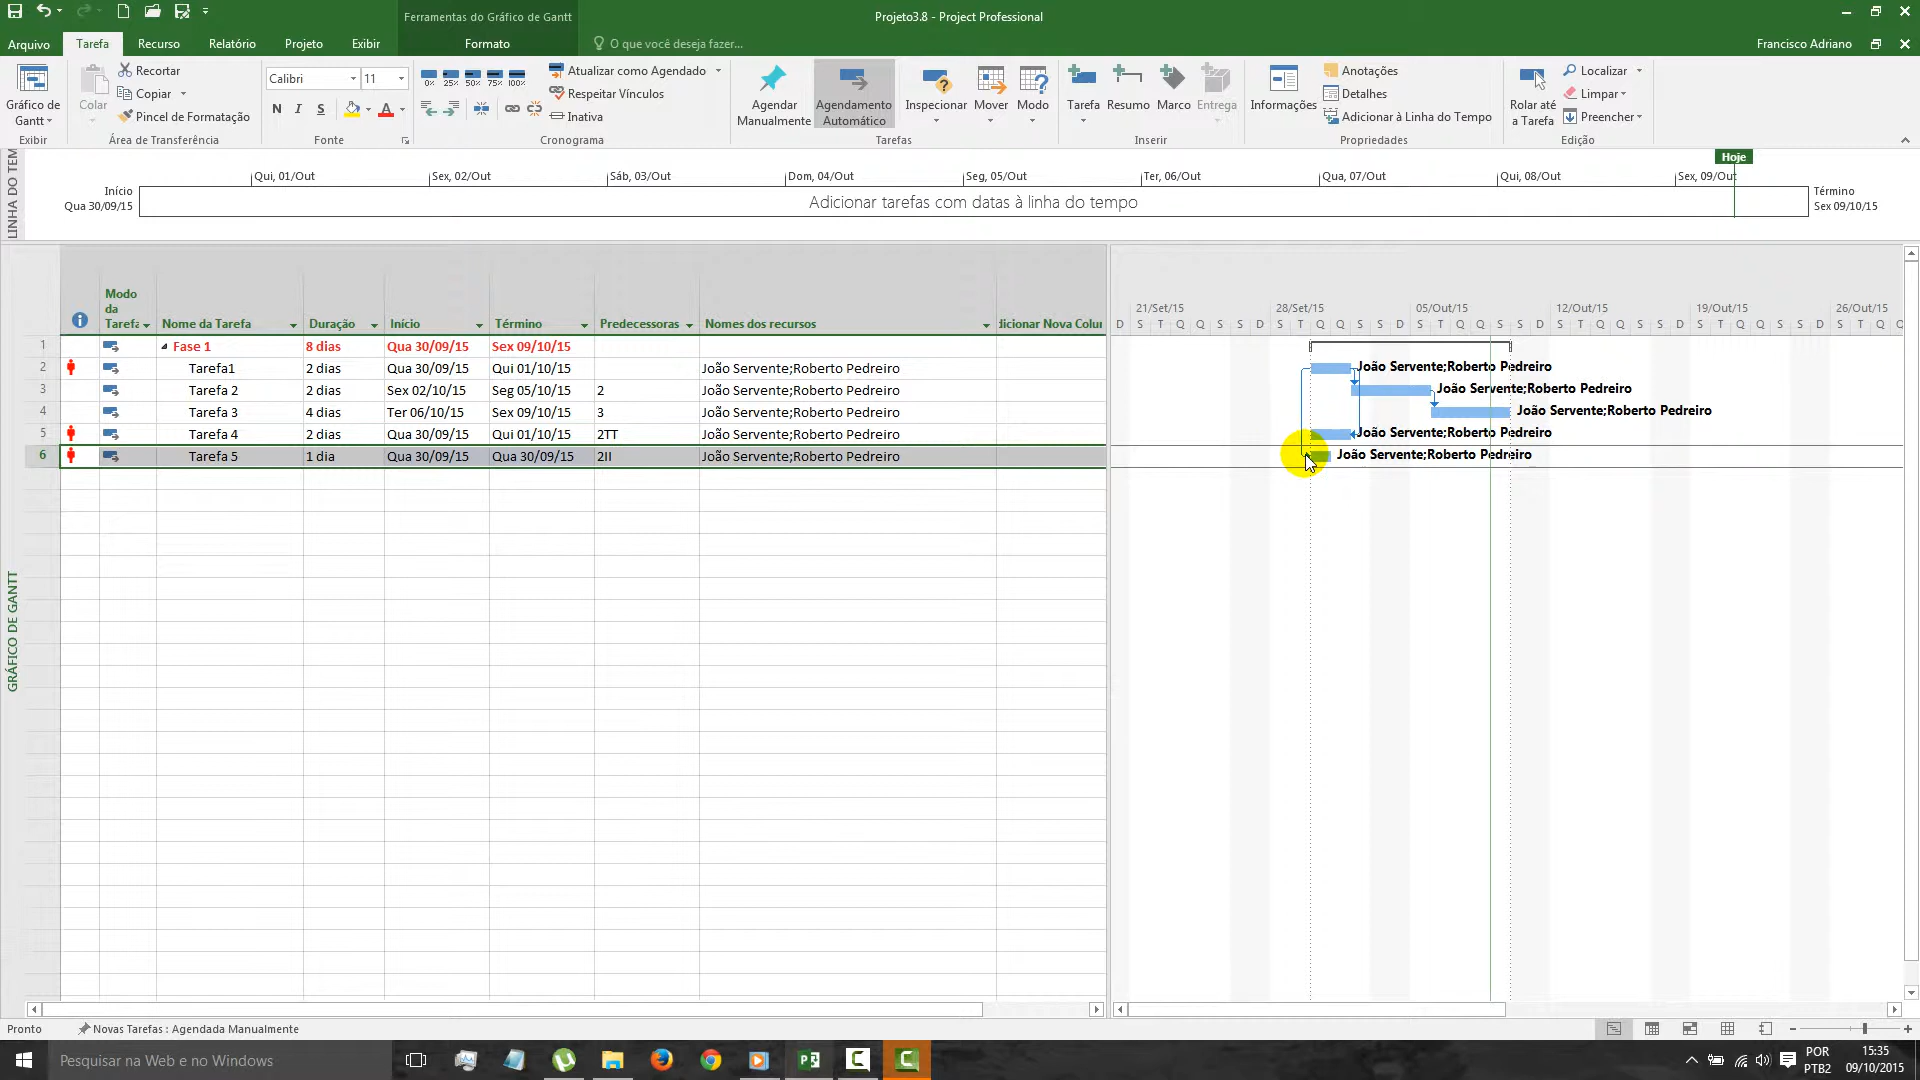 Ferramentas do Gráfico de Gantt
Projeto3.8 - Project Professional
Arquivo Tarefa Recurso Relatório Projeto Exibir Formato O que você deseja fazer... Francisco Adriano
Gráfico de Gantt
Exibir
Colar
Recortar
Copiar
Pincel de Formatação
Área de Transferência
Calibri 11
N I S A
Fonte
0% 25% 50% 75% 100%
Atualizar como Agendado
Respeitar Vínculos
Inativa
Cronograma
Agendar Manualmente
Agendamento Automático
Inspecionar
Mover
Modo
Tarefas
Tarefa
Resumo
Marco
Entrega
Inserir
Informações
Anotações
Detalhes
Adicionar à Linha do Tempo
Propriedades
Rolar até a Tarefa
Localizar
Limpar
Preencher
Edição
LINHA DO TEM
Hoje
Qui, 01/Out Sex, 02/Out Sáb, 03/Out Dom, 04/Out Seg, 05/Out Ter, 06/Out Qua, 07/Out Qui, 08/Out Sex, 09/Out
Início
Qua 30/09/15
Adicionar tarefas com datas à linha do tempo
Término
Sex 09/10/15
GRÁFICO DE GANTT
Modo da Tarefa Nome da Tarefa Duração Início Término Predecessoras Nomes dos recursos dicionar Nova Colu
21/Set/15 28/Set/15 05/Out/15 12/Out/15 19/Out/15 26/Out/15
D S T Q Q S S D S T Q Q S S D S T Q Q S S D S T Q Q S S D S T Q Q S S D S T Q Q
1 Fase 1 8 dias Qua 30/09/15 Sex 09/10/15
2 Tarefa1 2 dias Qua 30/09/15 Qui 01/10/15 João Servente;Roberto Pedreiro João Servente;Roberto Pedreiro
3 Tarefa 2 2 dias Sex 02/10/15 Seg 05/10/15 2 João Servente;Roberto Pedreiro João Servente;Roberto Pedreiro
4 Tarefa 3 4 dias Ter 06/10/15 Sex 09/10/15 3 João Servente;Roberto Pedreiro João Servente;Roberto Pedreiro
5 Tarefa 4 2 dias Qua 30/09/15 Qui 01/10/15 2TT João Servente;Roberto Pedreiro João Servente;Roberto Pedreiro
6 Tarefa 5 1 dia Qua 30/09/15 Qua 30/09/15 2II João Servente;Roberto Pedreiro João Servente;Roberto Pedreiro
Pronto Novas Tarefas : Agendada Manualmente
Pesquisar na Web e no Windows
POR
PTB2
15:35
09/10/2015